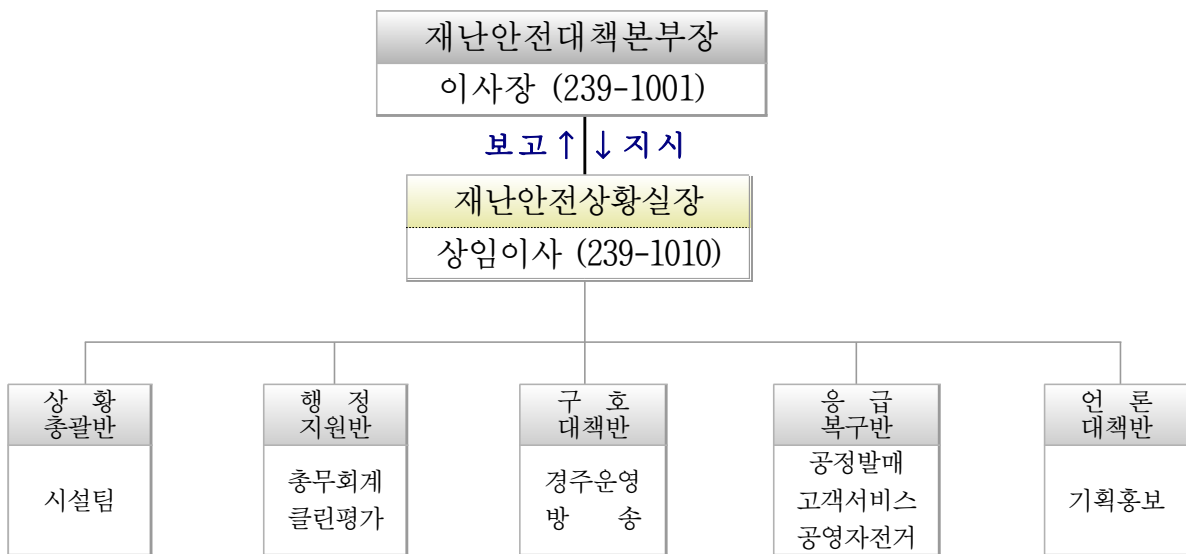 재난안전대책본부장
이사장 (239-1001)
보고↑ ↓지시
재난안전상황실장
상임이사 (239-1010)
상 황
총괄반
시설팀
행 정
지원반
총무회계
클린평가
구 호
대책반
경주운영
방 송
응 급
복구반
공정발매
고객서비스
공영자전거
언 론
대책반
기획홍보